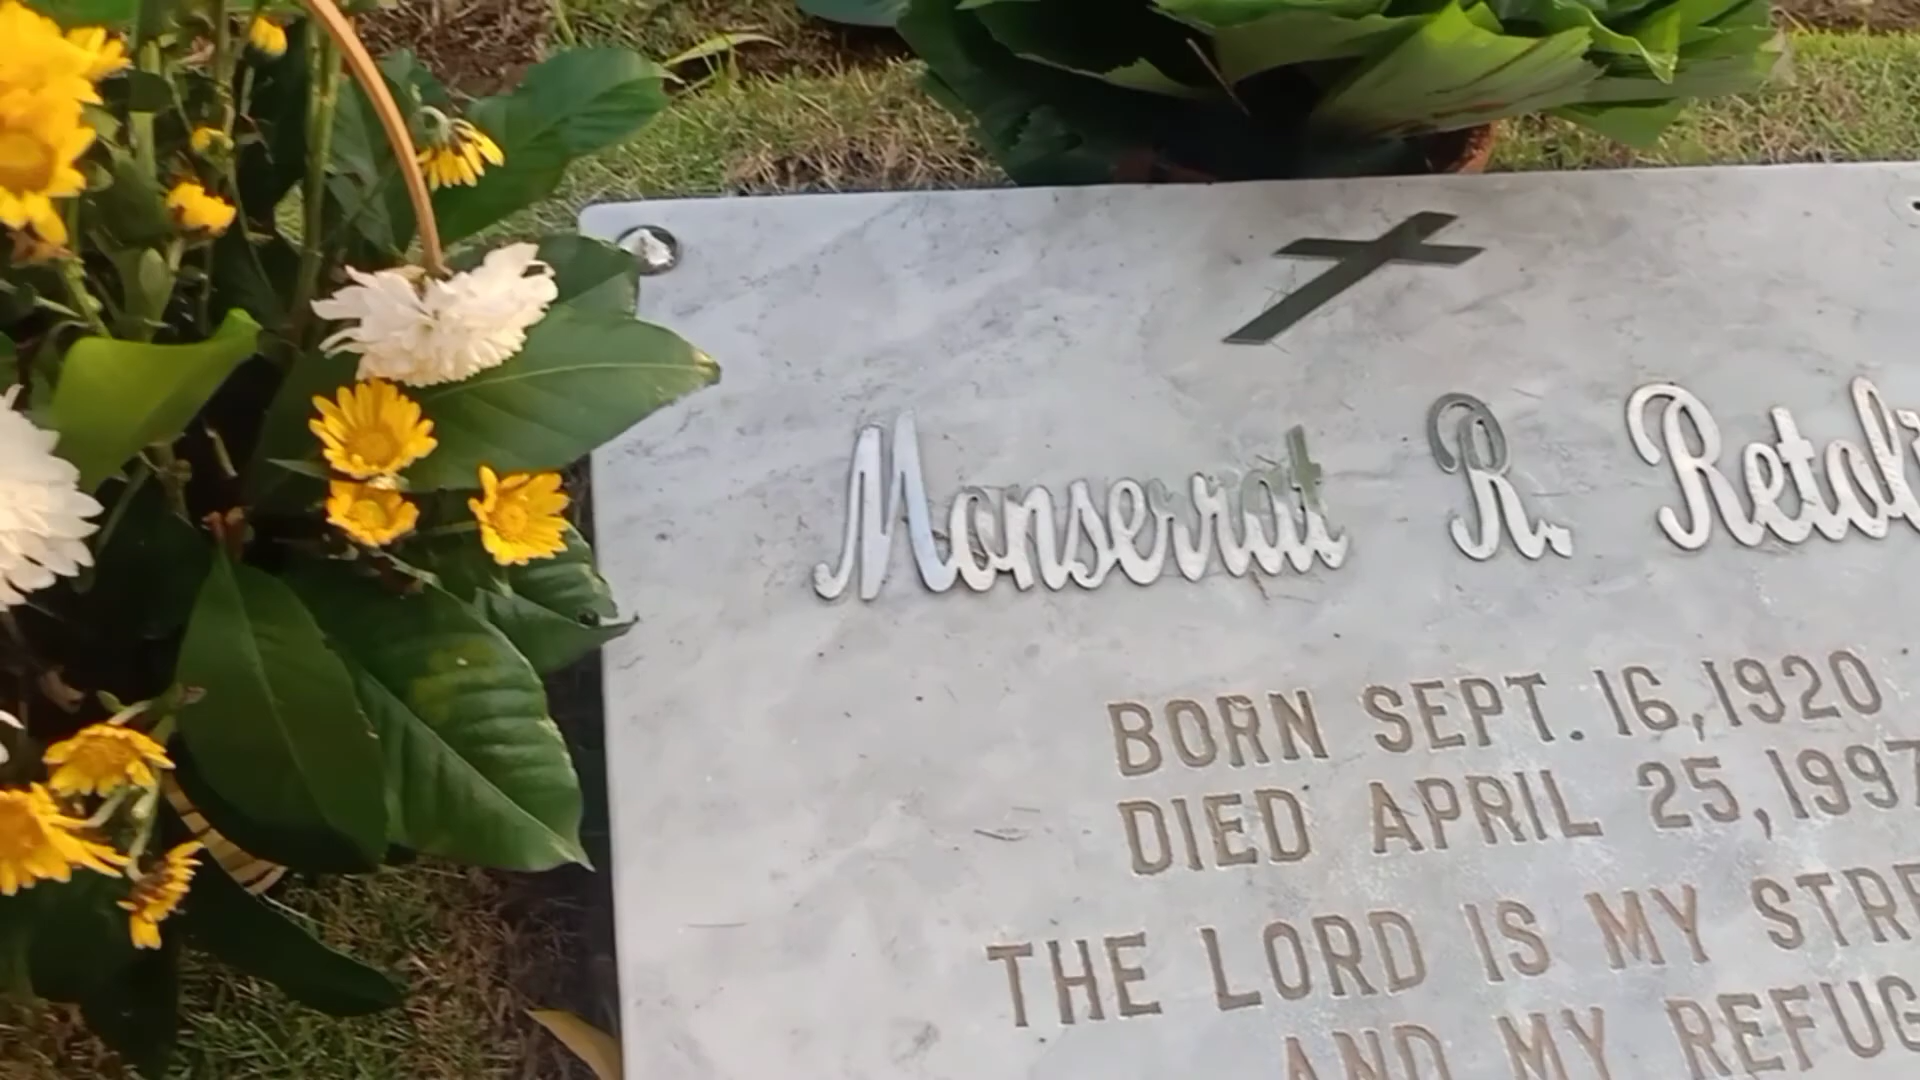 Monserrat R.
BORN SEPT. 16, 1920
DIED APRIL 25, 1997
THE LORD IS MY
AND MY